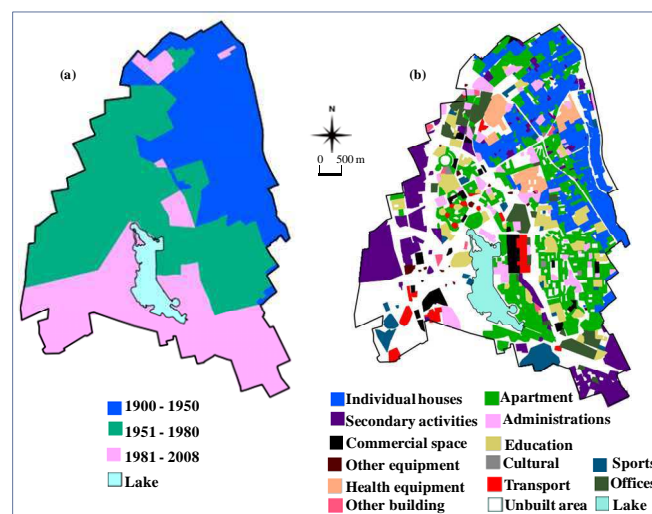 (a)
(b)
N
0 500 m
1900 - 1950
1951 - 1980
1981 - 2008
Lake
Individual houses
Secondary activities
Commercial space
Other equipment
Health equipment
Other building
Apartment
Administrations
Education
Cultural
Transport
Unbuilt area
Sports
Offices
Lake